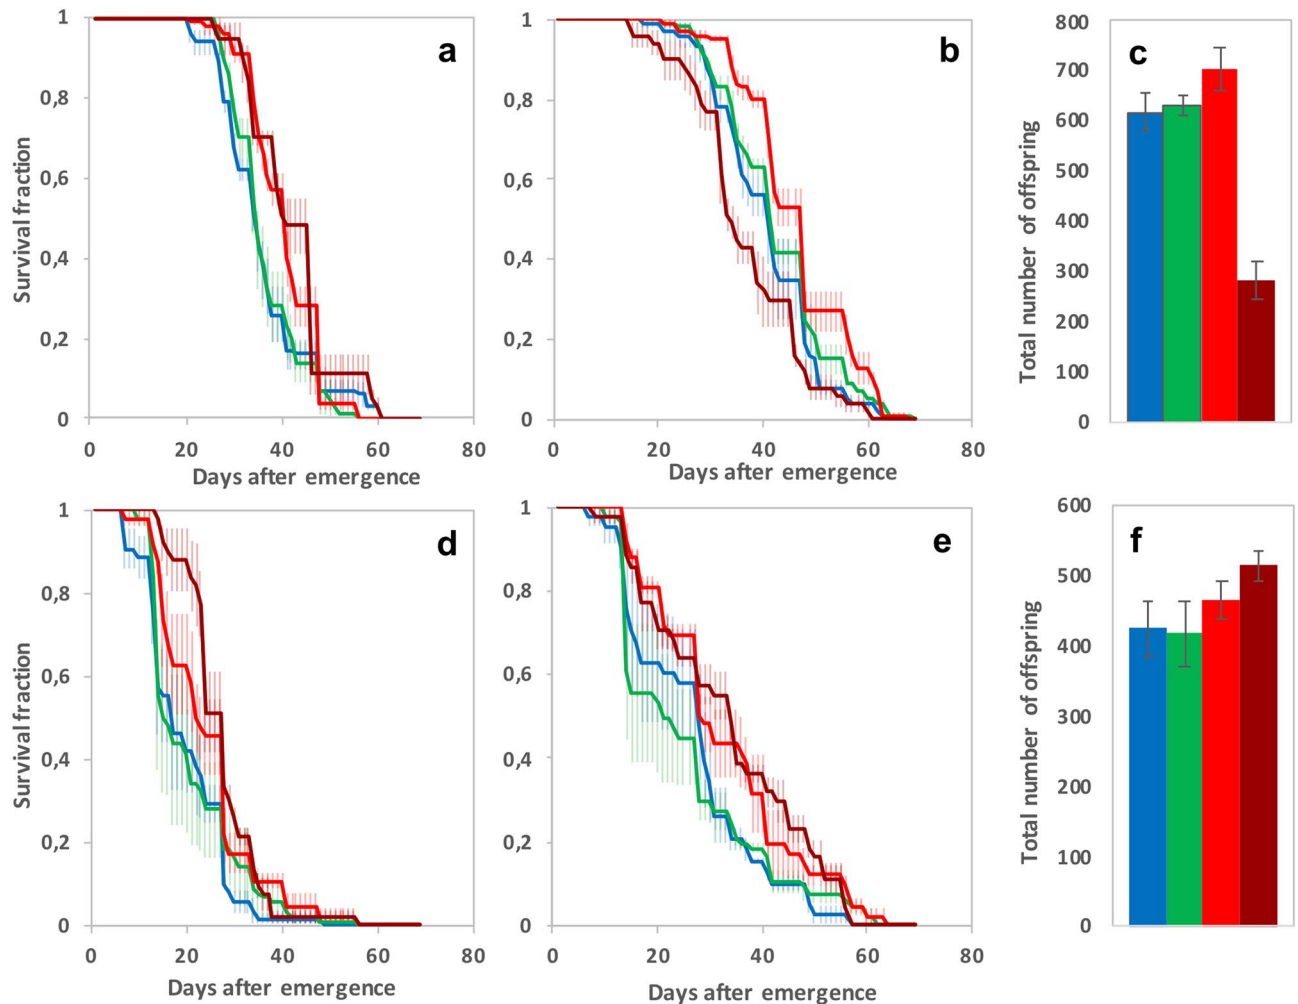 a
1
0,8
0,6
0,4
0,2
0
0 20 40 60 80
Survival fraction
Days after emergence
b
1
0,8
0,6
0,4
0,2
0
0 20 40 60 80
Days after emergence
c
800
700
600
500
400
300
200
100
0
Total number of offspring
d
1
0,8
0,6
0,4
0,2
0
0 20 40 60 80
Survival fraction
Days after emergence
e
1
0,8
0,6
0,4
0,2
0
0 20 40 60 80
Days after emergence
f
600
500
400
300
200
100
0
Total number of offspring